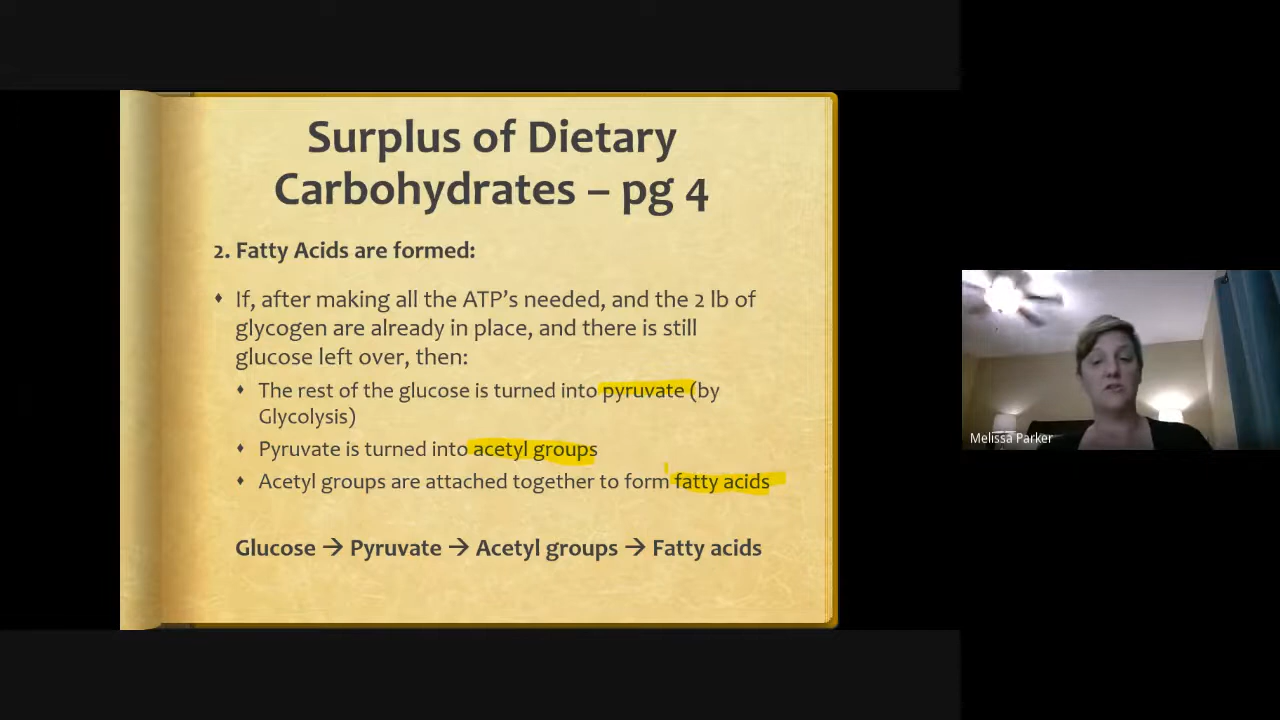 Surplus of Dietary
Carbohydrates – pg 4
2. Fatty Acids are formed:
If, after making all the ATP’s needed, and the 2 lb of
glycogen are already in place, and there is still
glucose left over, then:
The rest of the glucose is turned into pyruvate (by
Glycolysis)
Pyruvate is turned into acetyl groups
Acetyl groups are attached together to form fatty acids
Glucose → Pyruvate → Acetyl groups → Fatty acids
Melissa Parker